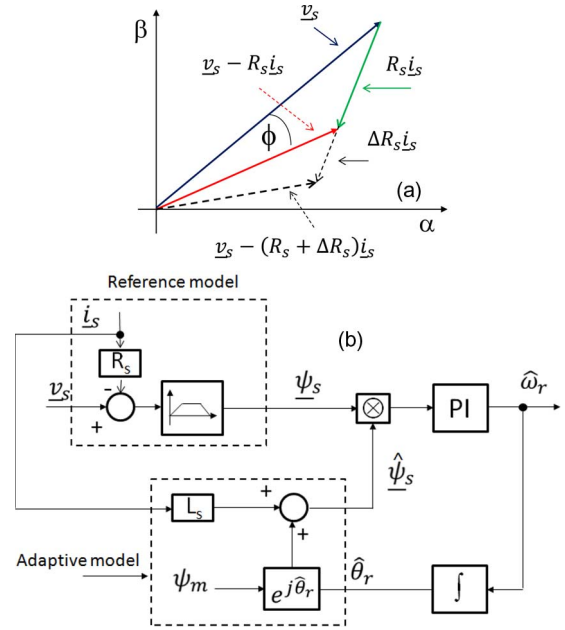 β
v_s
v_s − R_s i_s
R_s i_s
ϕ
ΔR_s i_s
(a)
α
v_s − (R_s + ΔR_s)i_s
Reference model
i_s
(b)
R_s
v_s
-
+
ψ_s
⊗
PI
ω̂_r
ψ̂_s
L_s
+
+
Adaptive model
ψ_m
e^{jθ̂_r}
θ̂_r
∫